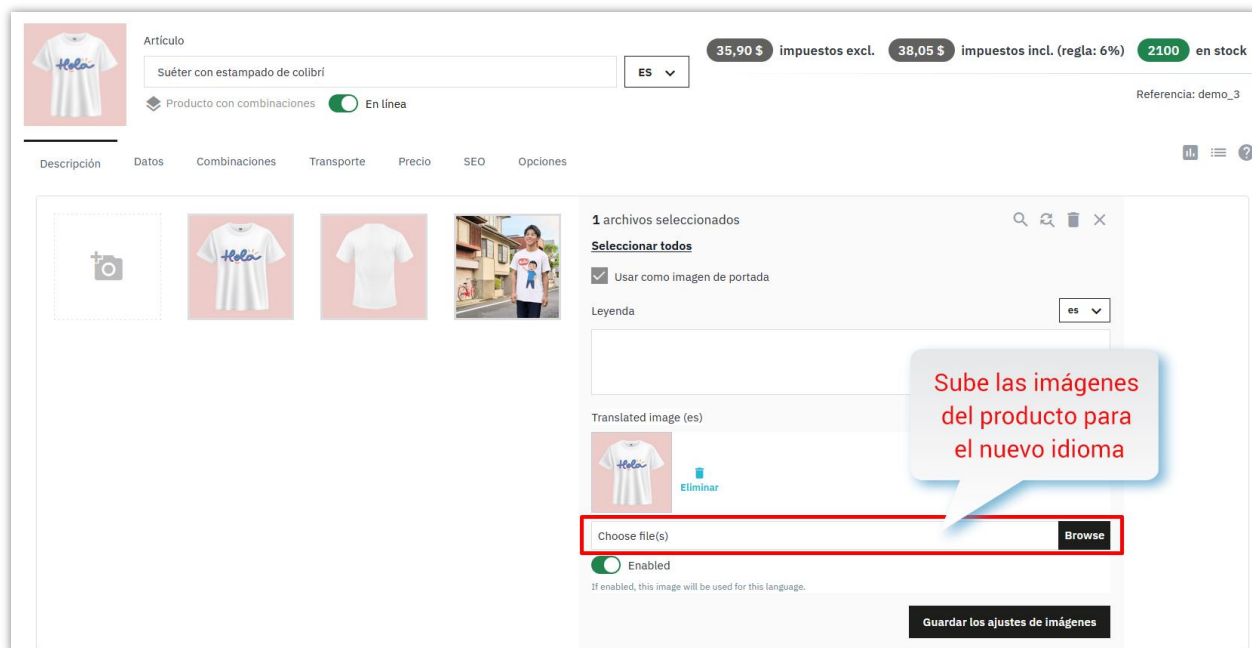 Artículo
Suéter con estampado de colibrí
ES
35,90 $ impuestos excl. 38,05 $ impuestos incl. (regla: 6%) 2100 en stock
Producto con combinaciones En línea
Referencia: demo_3
Descripción Datos Combinaciones Transporte Precio SEO Opciones
Hola
Hola
1 archivos seleccionados
Seleccionar todos
Usar como imagen de portada
Leyenda
es
Sube las imágenes
del producto para
el nuevo idioma
Translated image (es)
Hola
Eliminar
Choose file(s) Browse
Enabled
If enabled, this image will be used for this language.
Guardar los ajustes de imágenes